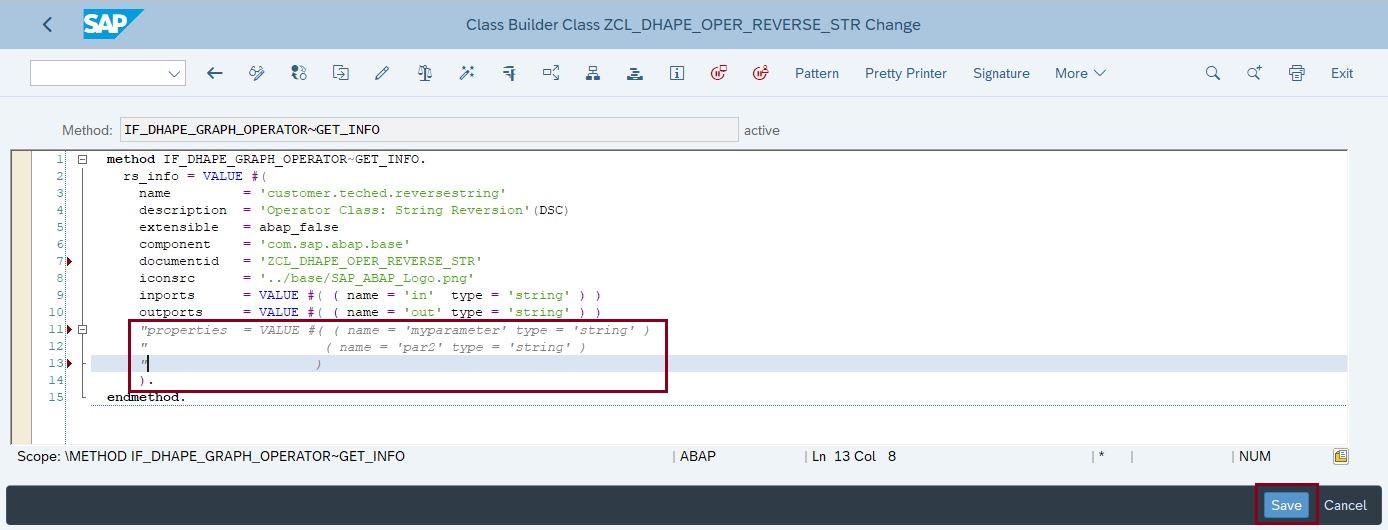 SAP Class Builder Class ZCL_DHAPE_OPER_REVERSE_STR Change
Pattern Pretty Printer Signature More Exit
Method: IF_DHAPE_GRAPH_OPERATOR~GET_INFO active
1 method IF_DHAPE_GRAPH_OPERATOR~GET_INFO.
2 rs_info = VALUE #(
3 name = 'customer.teched.reversestring'
4 description = 'Operator Class: String Reversion'(DSC)
5 extensible = abap_false
6 component = 'com.sap.abap.base'
7 documentid = 'ZCL_DHAPE_OPER_REVERSE_STR'
8 iconsrc = '../base/SAP_ABAP_Logo.png'
9 inports = VALUE #( ( name = 'in' type = 'string' ) )
10 outports = VALUE #( ( name = 'out' type = 'string' ) )
11 "properties = VALUE #( ( name = 'myparameter' type = 'string' )
12 " ( name = 'par2' type = 'string' )
13 " )
14 ).
15 endmethod.
Scope: \METHOD IF_DHAPE_GRAPH_OPERATOR~GET_INFO | ABAP | Ln 13 Col 8 | * | | NUM
Save Cancel